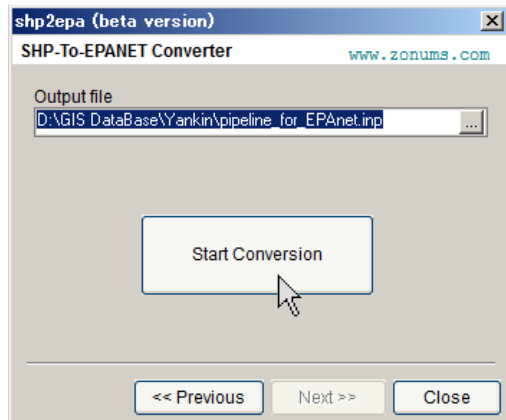 shp2epa (beta version)
SHP-To-EPANET Converter
www.zonums.com
Output file
D:\GIS DataBase\Yankin\pipeline_for_EPAnet.inp
...
Start Conversion
<< Previous
Next >>
Close